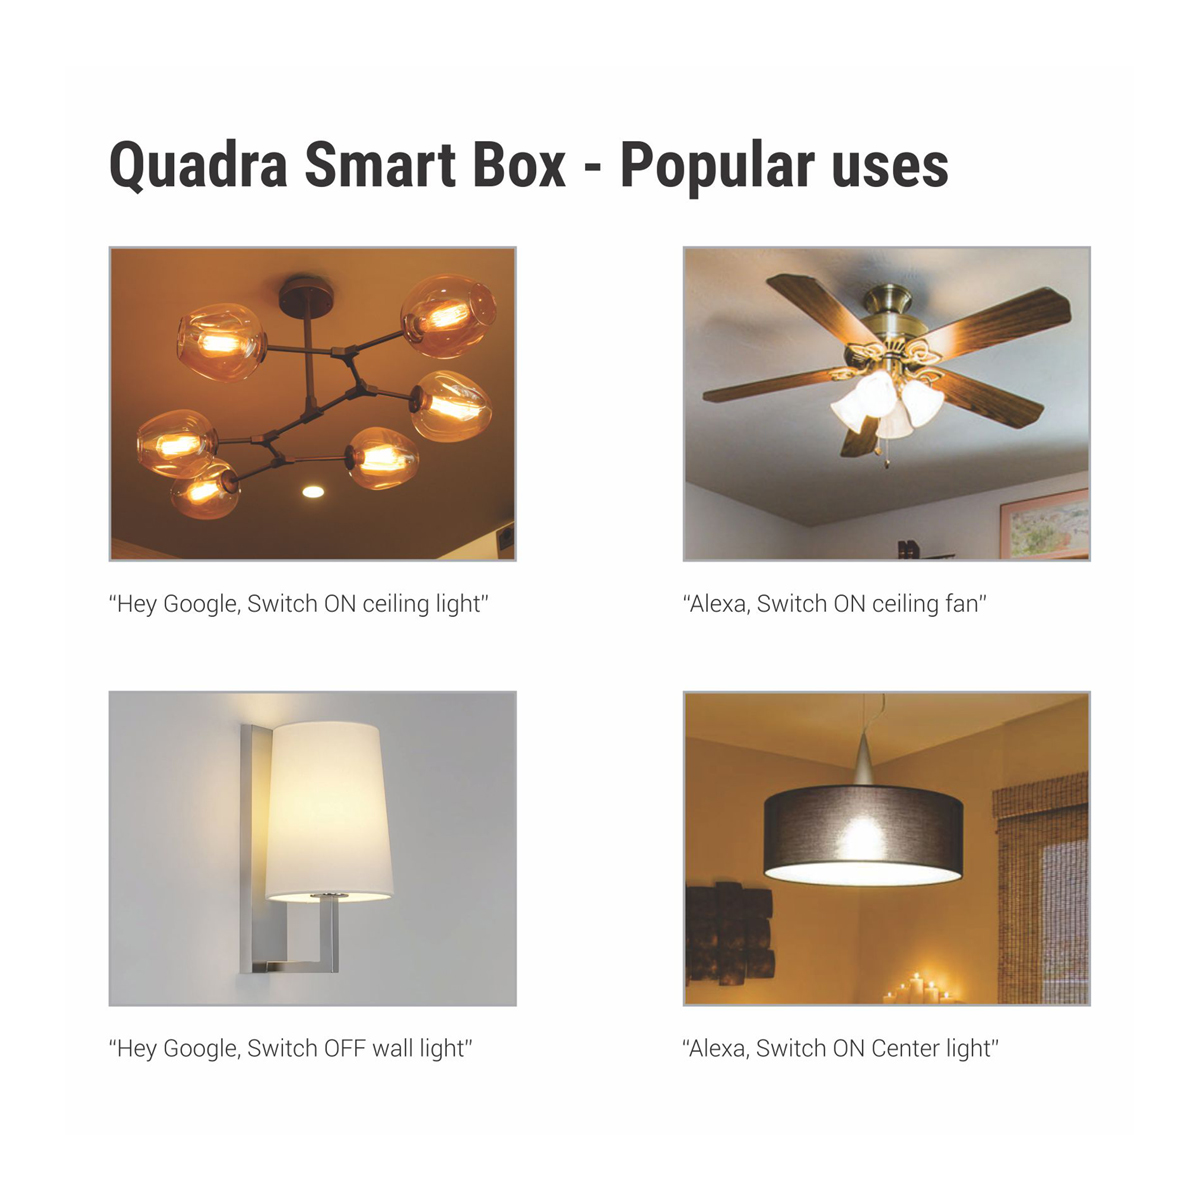 Quadra Smart Box - Popular uses
“Hey Google, Switch ON ceiling light”
“Alexa, Switch ON ceiling fan”
“Hey Google, Switch OFF wall light”
“Alexa, Switch ON Center light”